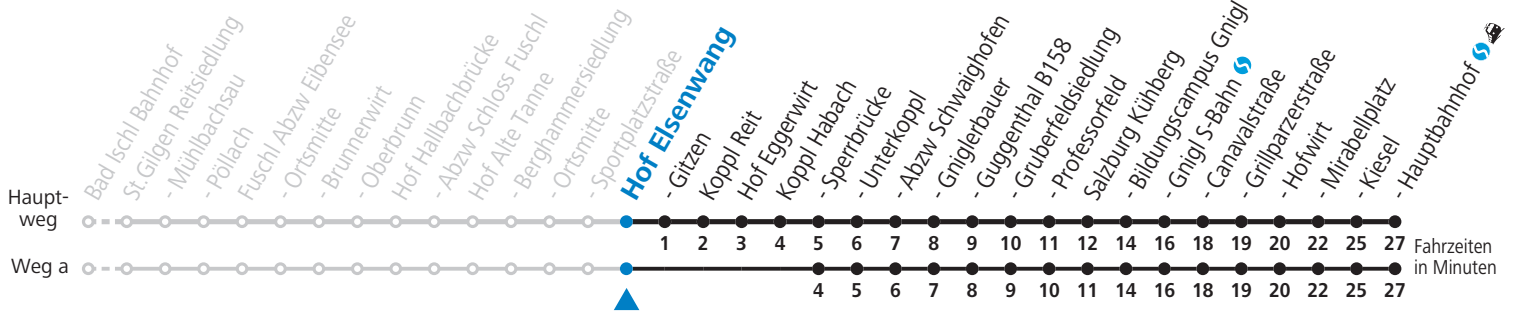 Bad Ischl Bahnhof
St.Gilgen Reitsiedlung
- Mühlbachsau
- Pöllach
Fuschl Abzw Eibensee
- Ortsmitte
- Brunnenwirt
- Oberbrunn
Hof Hallbachbrücke
- Abzw Schloss Fuschl
Hof Alte Tanne
- Berghammersiedlung
- Ortsmitte
- Sportplatzstraße
Hof Elsenwang
- Gitzen
Koppl Reit
Hof Eggerwirt
Koppl Habach
- Sperrbrücke
- Unterkoppl
- Abzw Schwaighofen
- Gniglerbauer
- Guggenthal B158
- Gruberfeldsiedlung
- Professorfeld
Salzburg Kühberg
- Bildungscampus Gnigl
- Gnigl S-Bahn
- Canavalstraße
- Grillparzerstraße
- Hofwirt
- Mirabellplatz
- Kiesel
- Hauptbahnhof
Haupt-
weg
1 2 3 4 5 6 7 8 9 10 11 12 14 16 18 19 20 22 25 27
Fahrzeiten
in Minuten
Weg a
4 5 6 7 8 9 10 11 14 16 18 19 20 22 25 27